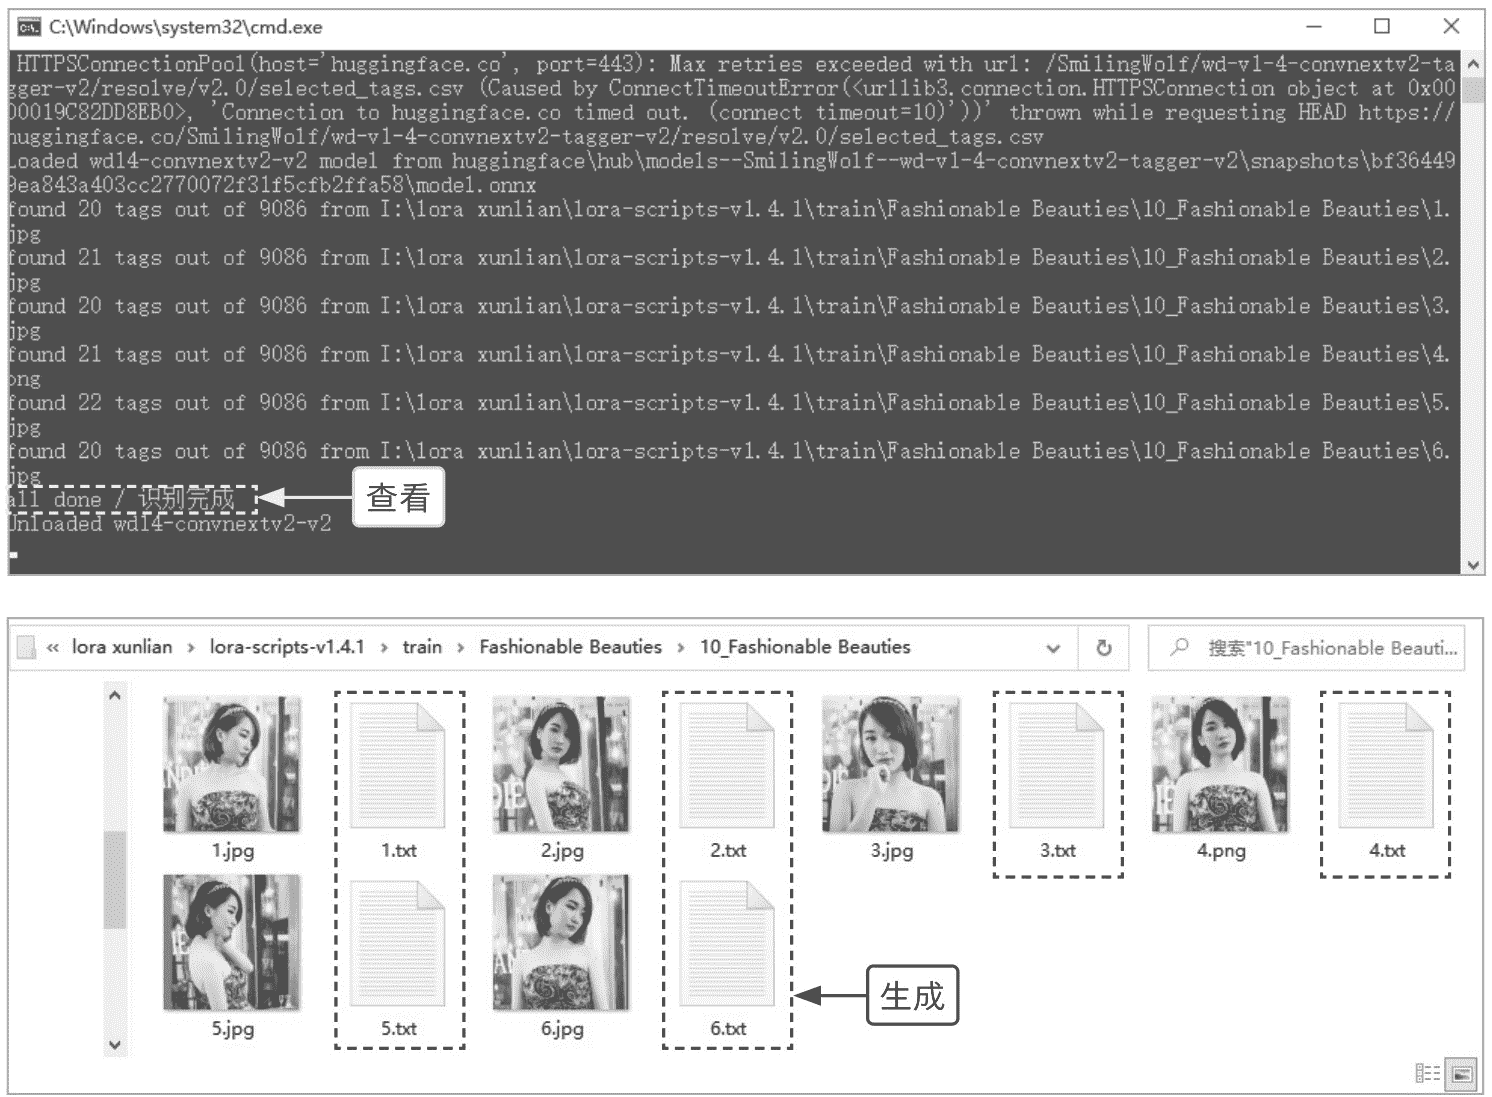 C:\Windows\system32\cmd.exe
HTTPSConnectionPool(host='huggingface.co', port=443): Max retries exceeded with url: /SmilingWolf/wd-v1-4-convnextv2-ta
gger-v2/resolve/v2.0/selected_tags.csv (Caused by ConnectTimeoutError(<urllib3.connection.HTTPSConnection object at 0x00
00019C82DD8EB0>, 'Connection to huggingface.co timed out. (connect timeout=10)'))' thrown while requesting HEAD https://
huggingface.co/SmilingWolf/wd-v1-4-convnextv2-tagger-v2/resolve/v2.0/selected_tags.csv
Loaded wd14-convnextv2-v2 model from huggingface\hub\models--SmilingWolf--wd-v1-4-convnextv2-tagger-v2\snapshots\bf36449
9ea843a403cc2770072f31f5cfb2ffa58\model.onnx
found 20 tags out of 9086 from I:\lora xunlian\lora-scripts-v1.4.1\train\Fashionable Beauties\10_Fashionable Beauties\1.
jpg
found 21 tags out of 9086 from I:\lora xunlian\lora-scripts-v1.4.1\train\Fashionable Beauties\10_Fashionable Beauties\2.
jpg
found 20 tags out of 9086 from I:\lora xunlian\lora-scripts-v1.4.1\train\Fashionable Beauties\10_Fashionable Beauties\3.
jpg
found 21 tags out of 9086 from I:\lora xunlian\lora-scripts-v1.4.1\train\Fashionable Beauties\10_Fashionable Beauties\4.
png
found 22 tags out of 9086 from I:\lora xunlian\lora-scripts-v1.4.1\train\Fashionable Beauties\10_Fashionable Beauties\5.
jpg
found 20 tags out of 9086 from I:\lora xunlian\lora-scripts-v1.4.1\train\Fashionable Beauties\10_Fashionable Beauties\6.
jpg
all done / 识别完成
查看
Unloaded wd14-convnextv2-v2
« lora xunlian › lora-scripts-v1.4.1 › train › Fashionable Beauties › 10_Fashionable Beauties
搜索"10_Fashionable Beauti...
1.jpg 1.txt 2.jpg 2.txt 3.jpg 3.txt 4.png 4.txt
生成
5.jpg 5.txt 6.jpg 6.txt